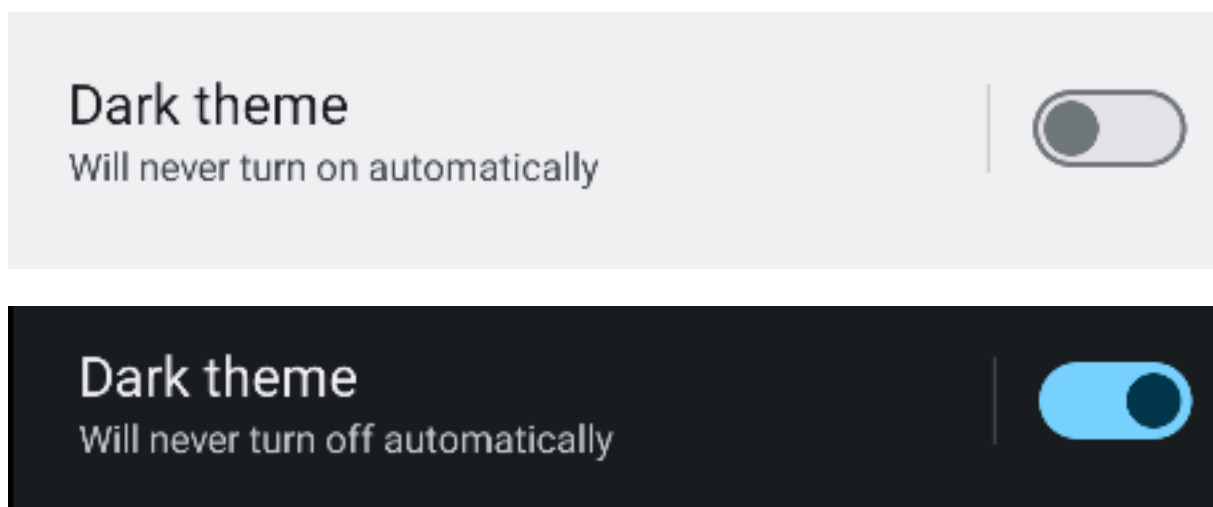 Dark theme
Will never turn on automatically
Dark theme
Will never turn off automatically